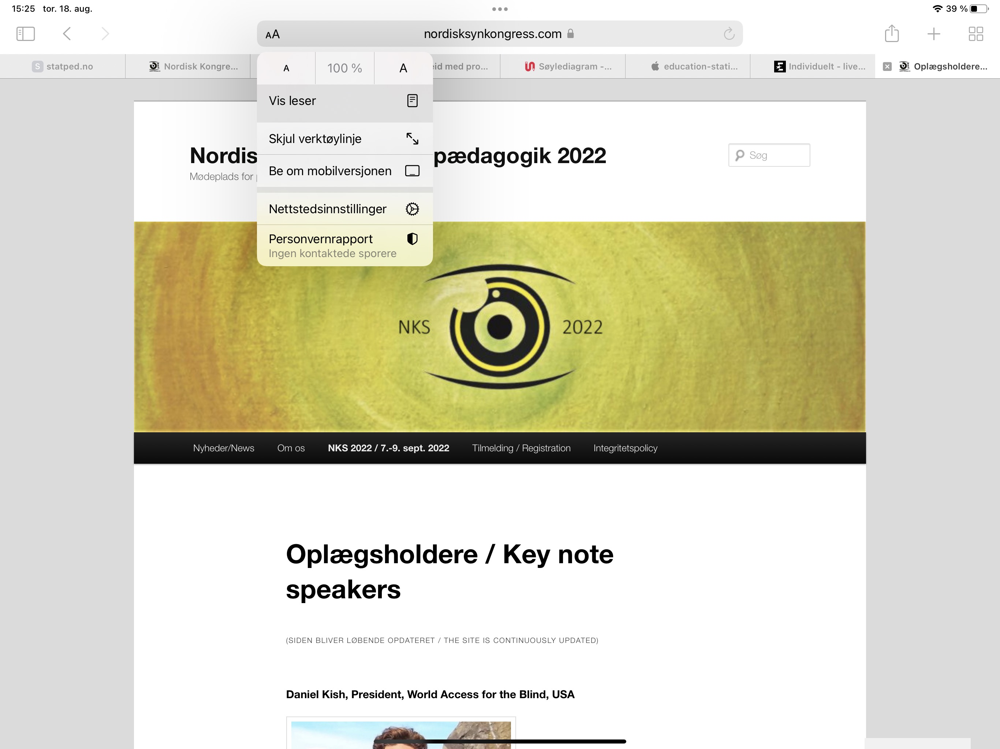 15:25 tor. 18. aug.
39 %
AA nordisksynkongress.com
S statped.no
Nordisk Kongre...
med pro...
Søylediagram -...
education-stati...
Individuelt - live...
Oplægsholdere...
A 100 % A
Vis leser
Skjul verktøylinje
Be om mobilversjonen
Nettstedsinnstillinger
Personvernrapport
Ingen kontaktede sporere
pædagogik 2022
Mødeplads for
Søg
NKS 2022
Nyheder/News Om os NKS 2022 / 7.-9. sept. 2022 Tilmelding / Registration Integritetspolicy
Oplægsholdere / Key note
speakers
(SIDEN BLIVER LØBENDE OPDATERET / THE SITE IS CONTINUOUSLY UPDATED)
Daniel Kish, President, World Access for the Blind, USA